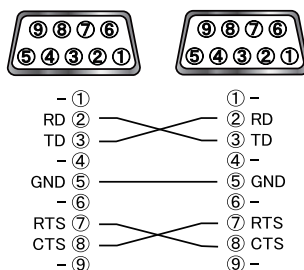 ⑨⑧⑦⑥ ⑨⑧⑦⑥
⑤④③②① ⑤④③②①
- ① ① -
RD ② ② RD
TD ③ ③ TD
- ④ ④ -
GND ⑤ ⑤ GND
- ⑥ ⑥ -
RTS ⑦ ⑦ RTS
CTS ⑧ ⑧ CTS
- ⑨ ⑨ -